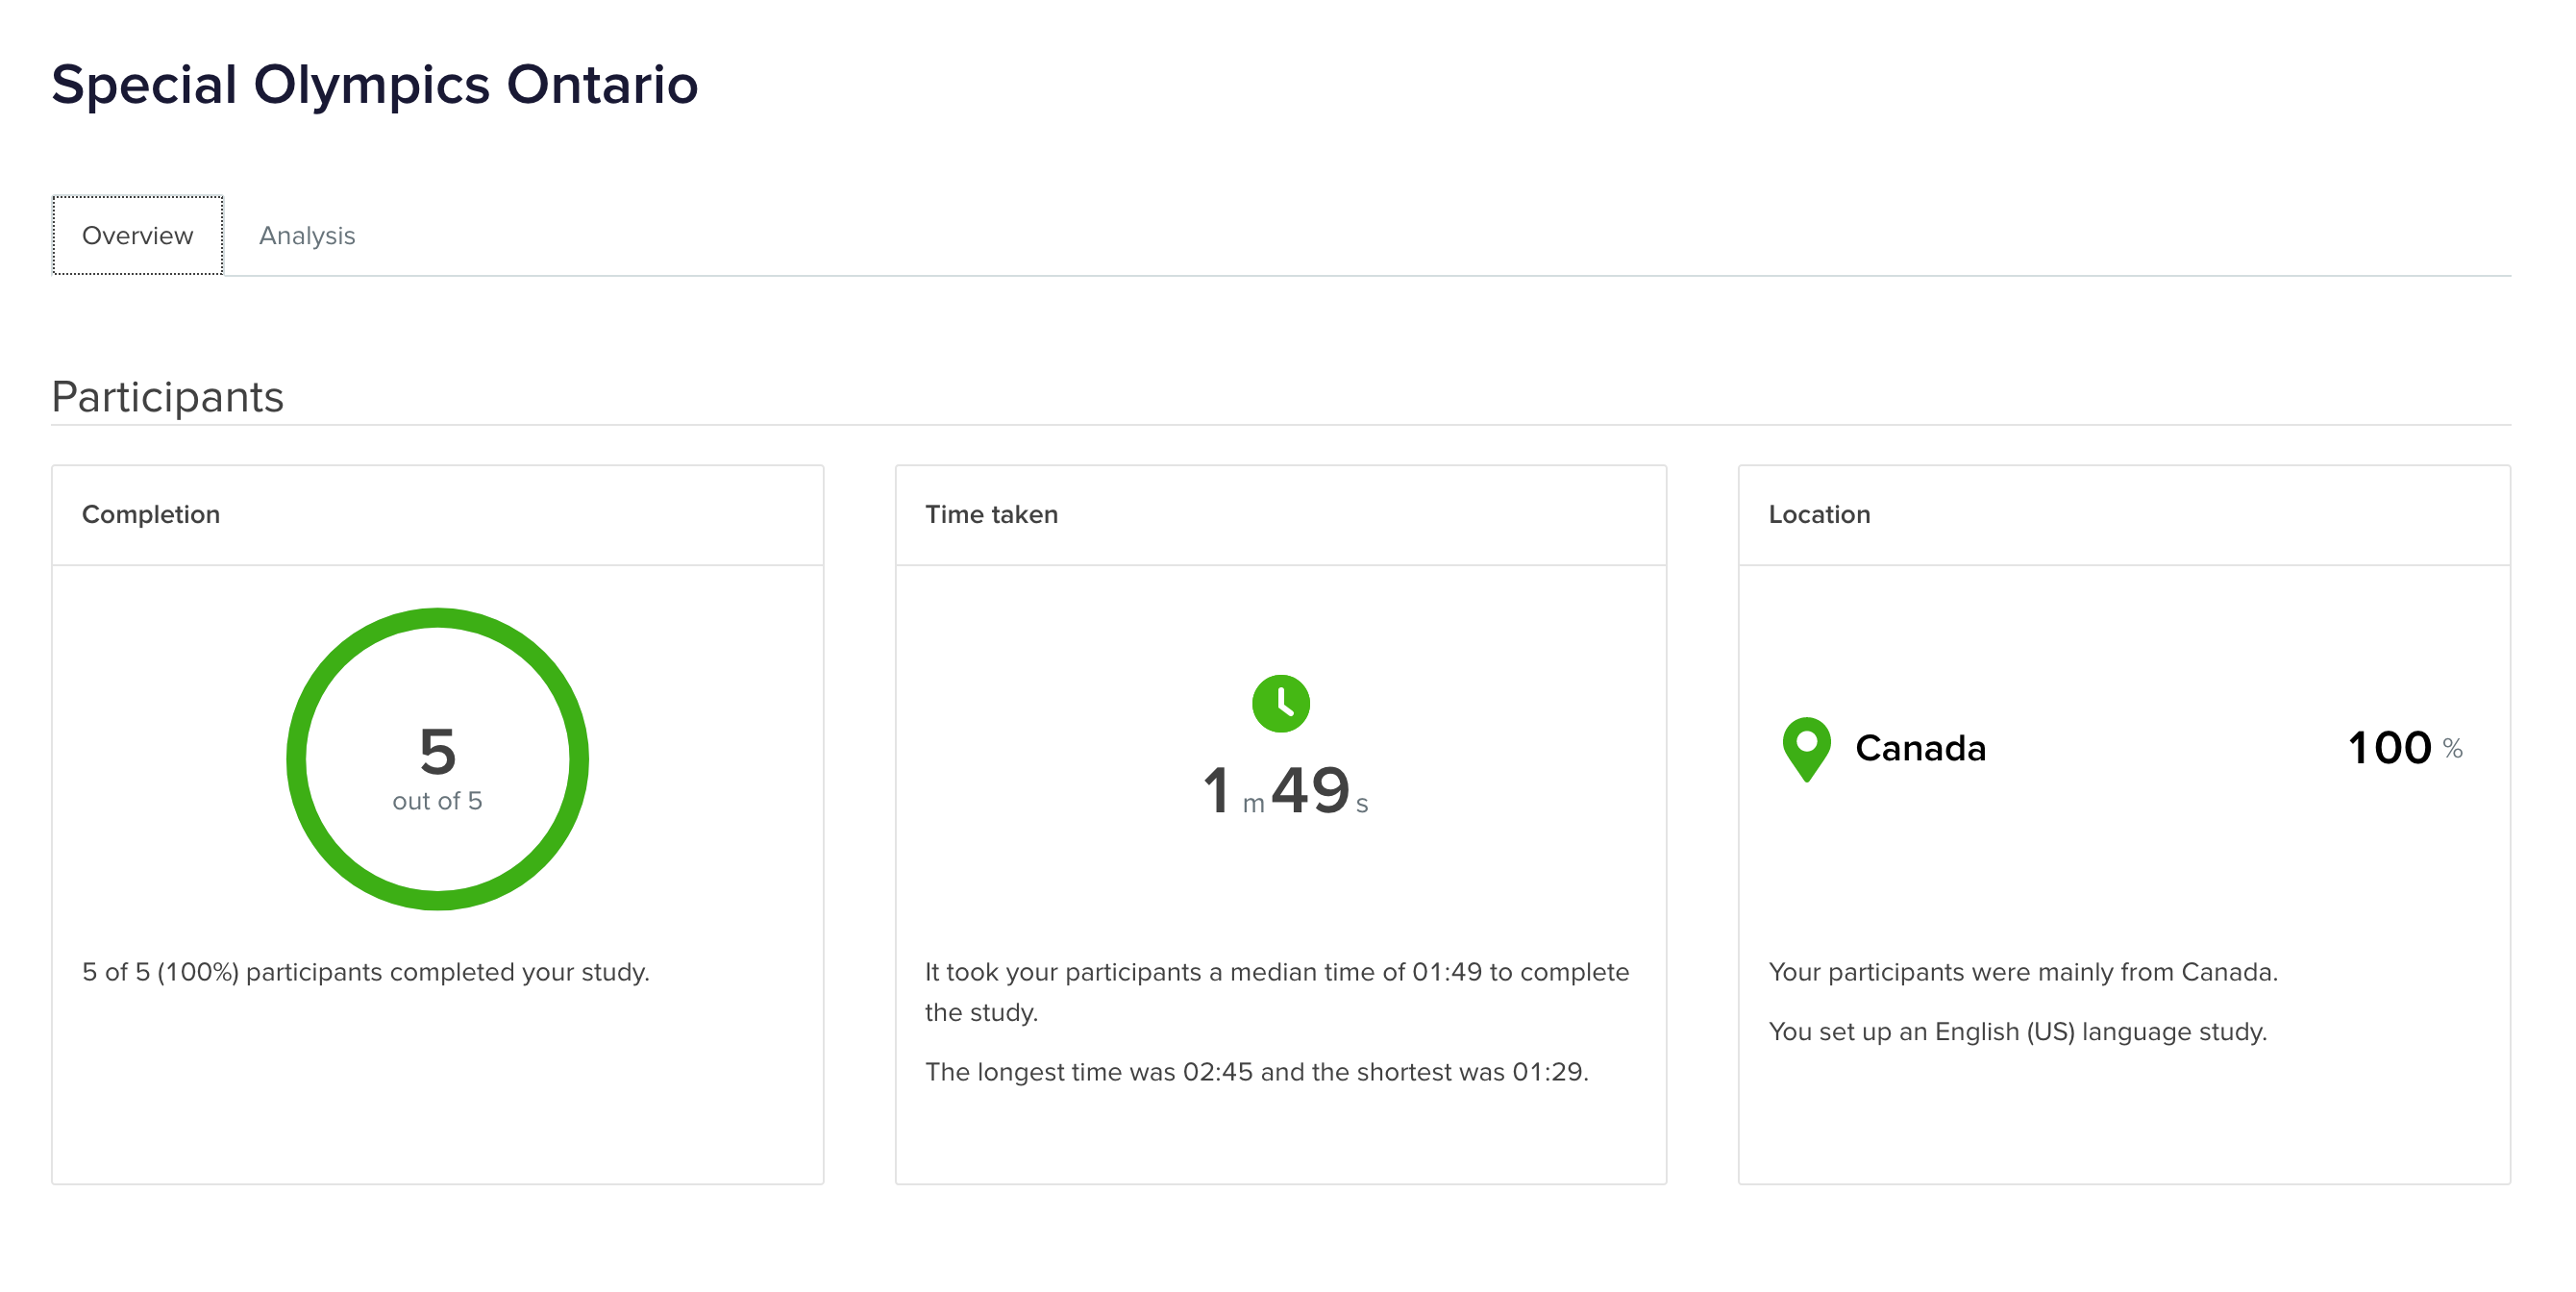 Special Olympics Ontario
Overview
Analysis
Participants
Completion
5
out of 5
5 of 5 (100%) participants completed your study.
Time taken
1 m 49 s
It took your participants a median time of 01:49 to complete
the study.
The longest time was 02:45 and the shortest was 01:29.
Location
Canada
100 %
Your participants were mainly from Canada.
You set up an English (US) language study.